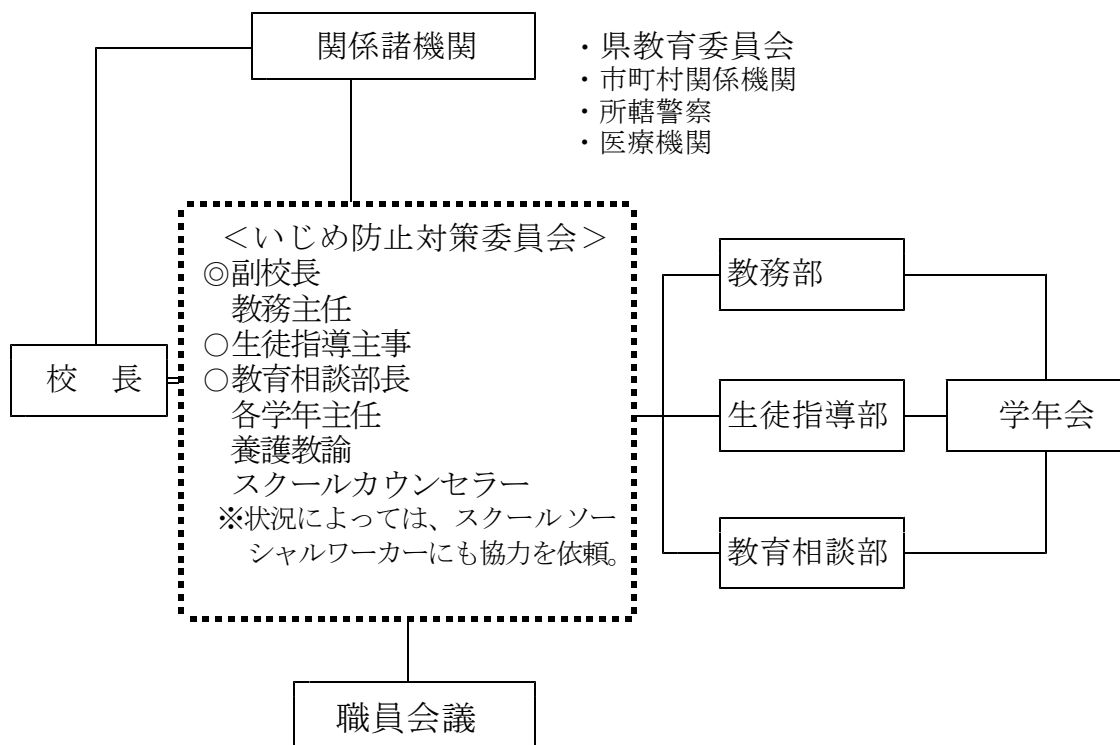 関係諸機関
・県教育委員会
・市町村関係機関
・所轄警察
・医療機関
＜いじめ防止対策委員会＞
◎副校長
教務主任
○生徒指導主事
○教育相談部長
各学年主任
養護教諭
スクールカウンセラー
※状況によっては、スクールソー
シャルワーカーにも協力を依頼。
校　長
教務部
生徒指導部
学年会
教育相談部
職員会議